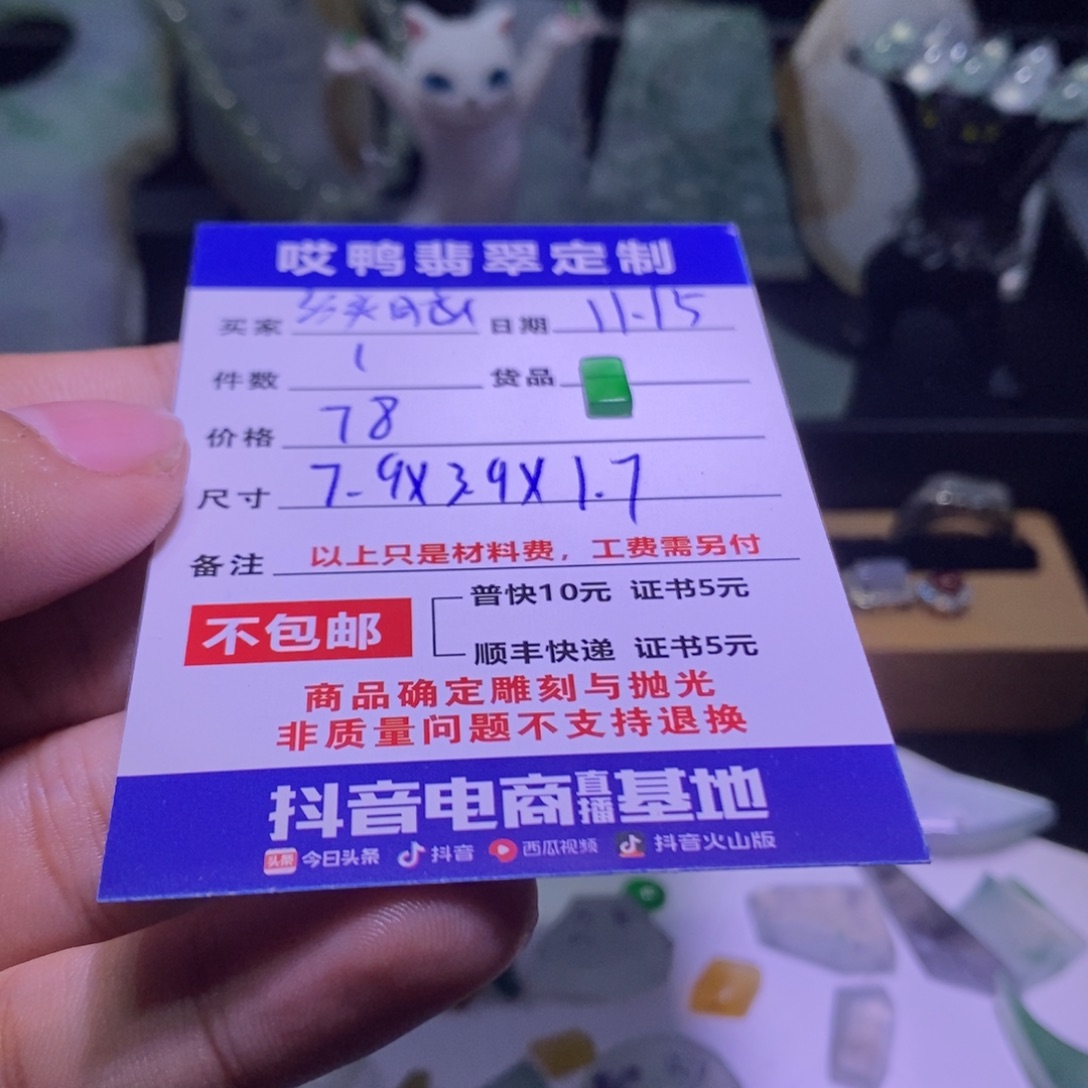 哎鸭翡翠定制
买家 日期 11.15
件数 1 货品
价格 78
尺寸 7.9X3.9X1.7
备注 以上只是材料费，工费需另付
不包邮
普快10元 证书5元
顺丰快递 证书5元
商品确定雕刻与抛光
非质量问题不支持退换
抖音电商直播基地
头条 今日头条 抖音 西瓜视频 抖音火山版